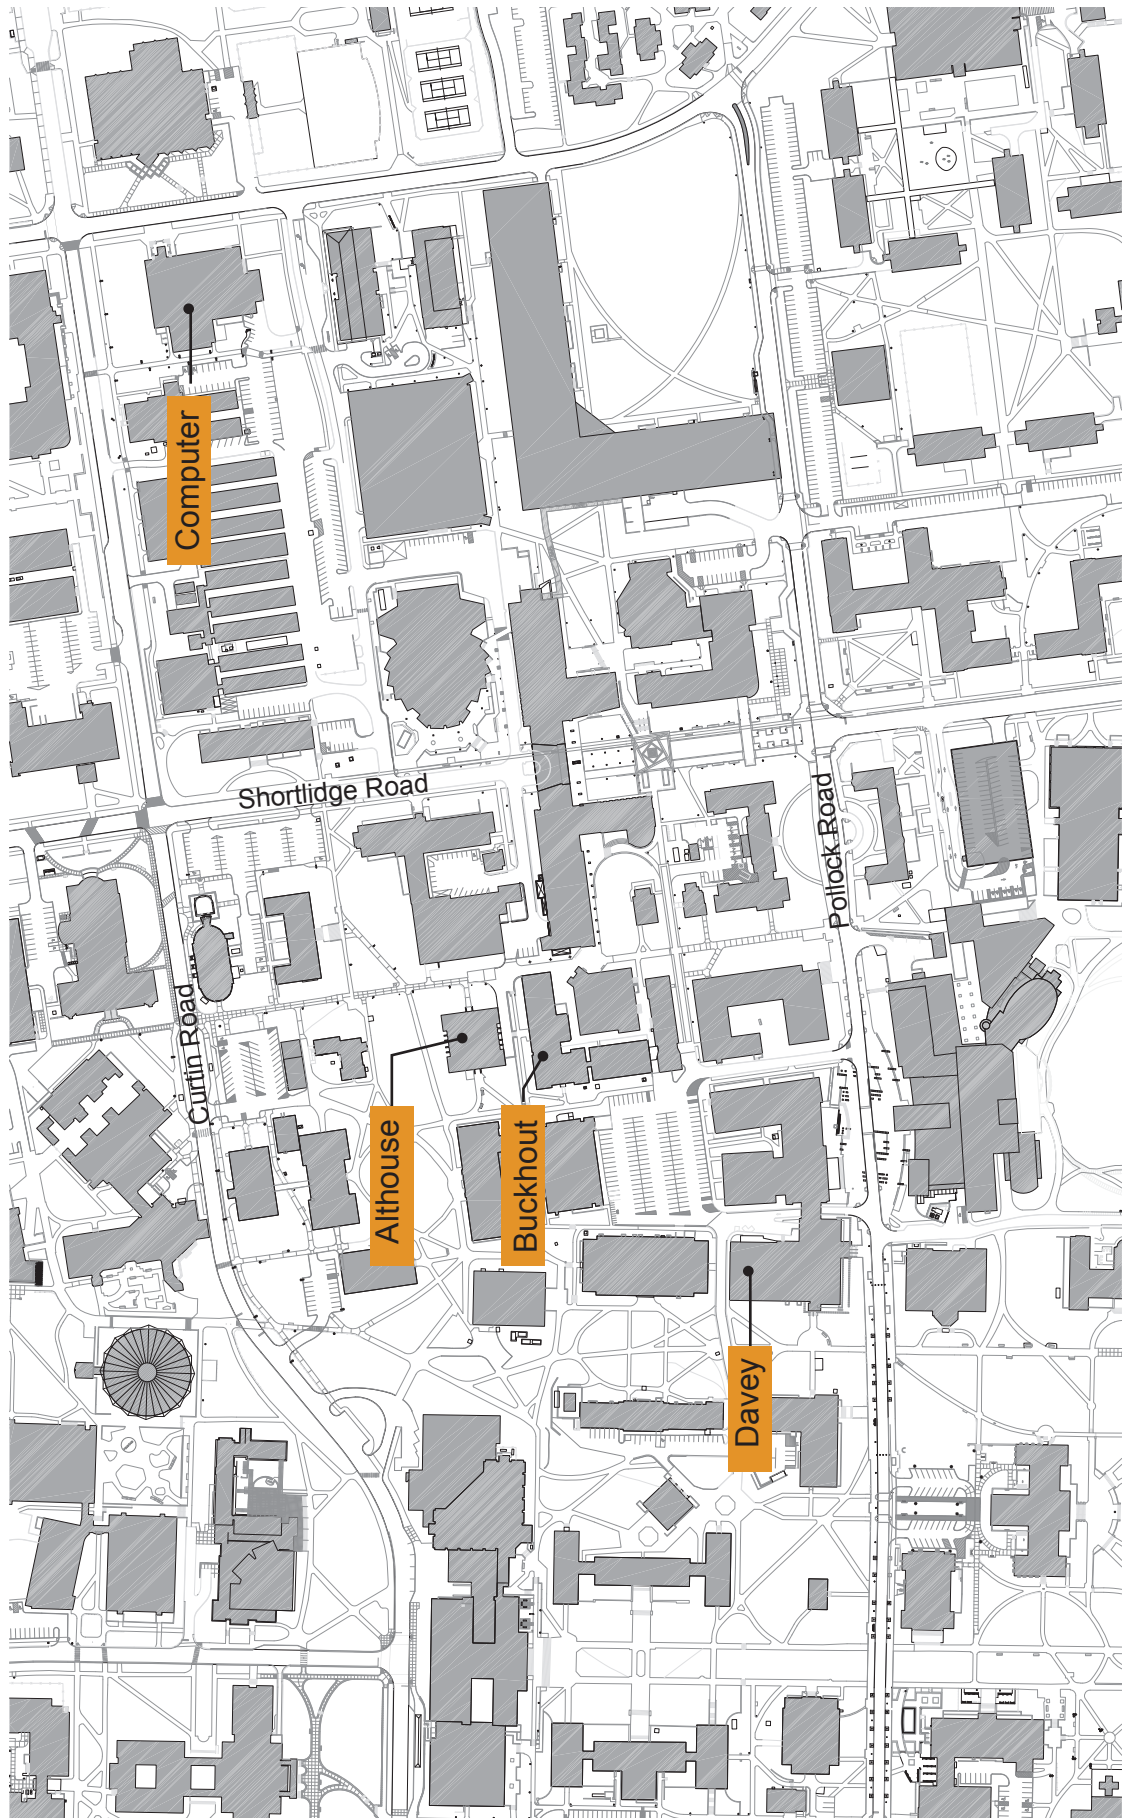 Computer
Shortlidge Road
Pollock Road
Curtin Road
Althouse
Buckhout
Davey